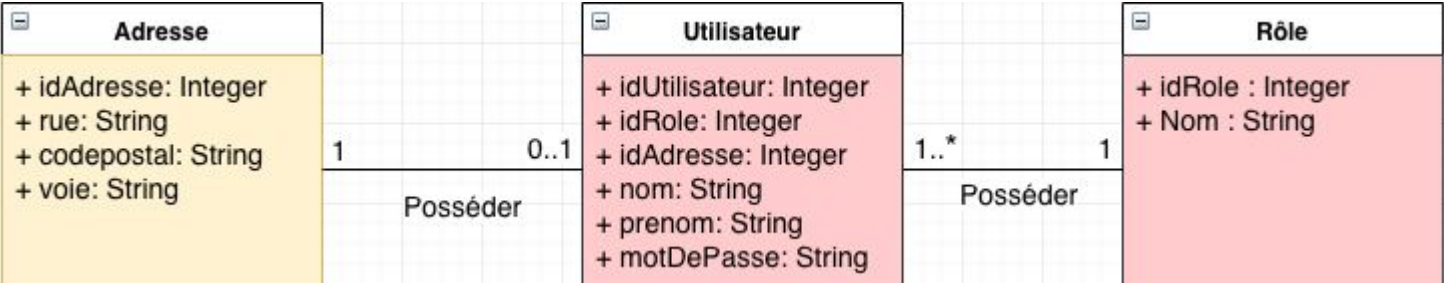 Adresse
+ idAdresse: Integer
+ rue: String
+ codepostal: String
+ voie: String
1
0..1
Posséder
Utilisateur
+ idUtilisateur: Integer
+ idRole: Integer
+ idAdresse: Integer
+ nom: String
+ prenom: String
+ motDePasse: String
1..*
1
Posséder
Rôle
+ idRole : Integer
+ Nom : String